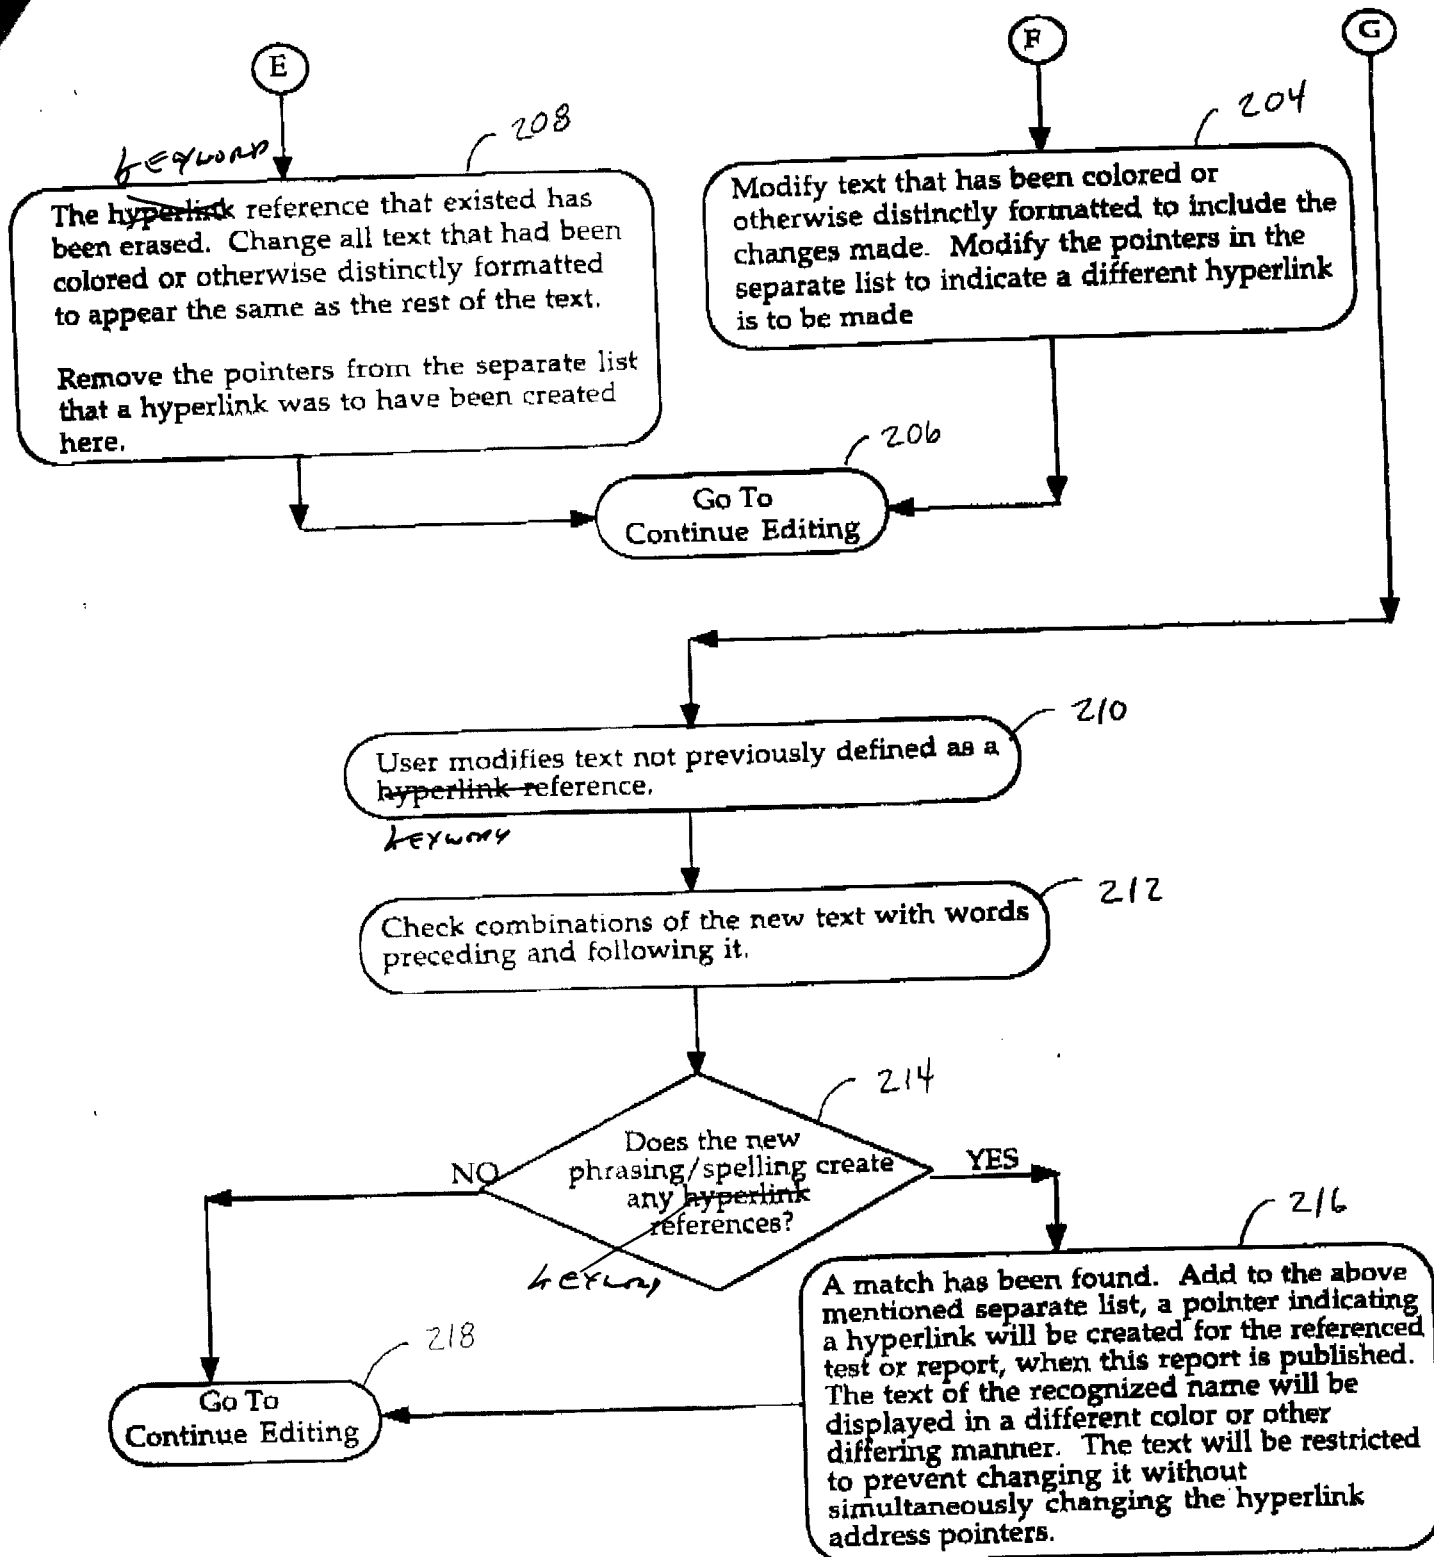 E
F
G
208
204
KEYWORD
The hyperlink reference that existed has
been erased. Change all text that had been
colored or otherwise distinctly formatted
to appear the same as the rest of the text.
Remove the pointers from the separate list
that a hyperlink was to have been created
here.
Modify text that has been colored or
otherwise distinctly formatted to include the
changes made. Modify the pointers in the
separate list to indicate a different hyperlink
is to be made
206
Go To
Continue Editing
210
User modifies text not previously defined as a
hyperlink reference.
KEYWORD
212
Check combinations of the new text with words
preceding and following it.
214
Does the new
phrasing/spelling create
any hyperlink
references?
NO
YES
KEYWORD
216
A match has been found. Add to the above
mentioned separate list, a pointer indicating
a hyperlink will be created for the referenced
test or report, when this report is published.
The text of the recognized name will be
displayed in a different color or other
differing manner. The text will be restricted
to prevent changing it without
simultaneously changing the hyperlink
address pointers.
218
Go To
Continue Editing